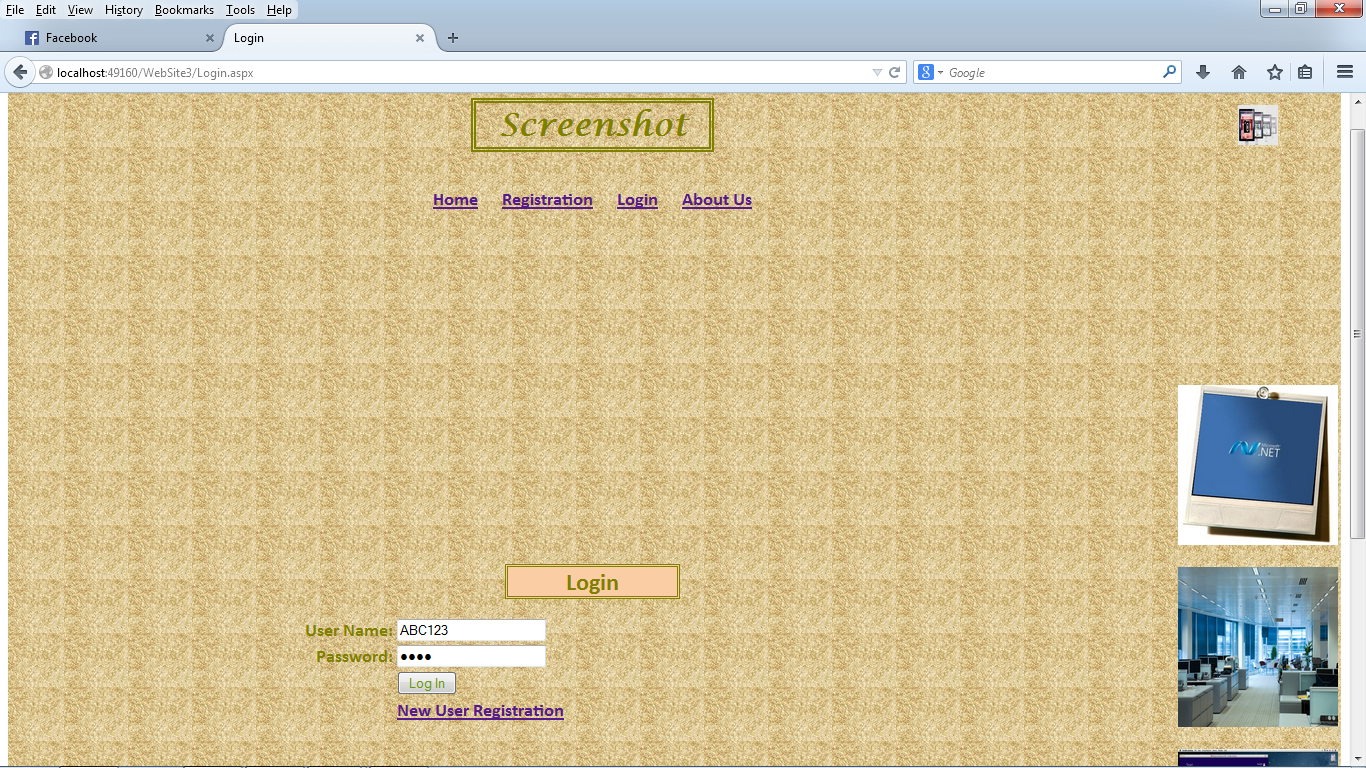 File Edit View History Bookmarks Tools Help
Facebook Login
localhost:49160/WebSite3/Login.aspx Google
Screenshot
Home Registration Login About Us
.NET
Login
User Name: ABC123
Password: ••••
Log In
New User Registration